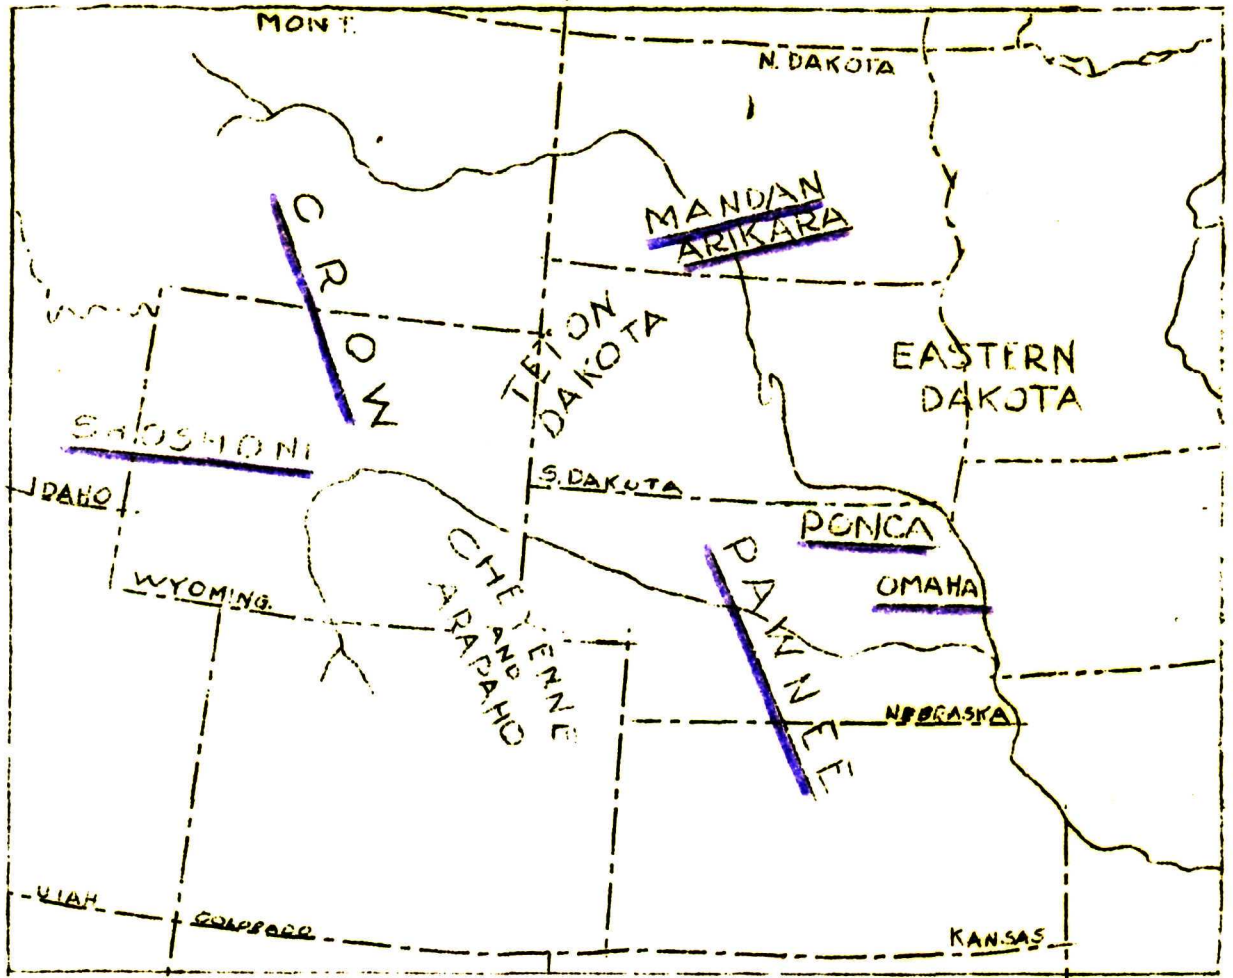 MONT.
N. DAKOTA
CROW
MANDAN
ARIKARA
TETON
DAKOTA
EASTERN
DAKOTA
SHOSHONI
IDAHO
S. DAKOTA
PONCA
OMAHA
PAWNEE
CHEYENNE
AND
ARAPAHO
WYOMING.
NEBRASKA
UTAH
COLORADO
KANSAS